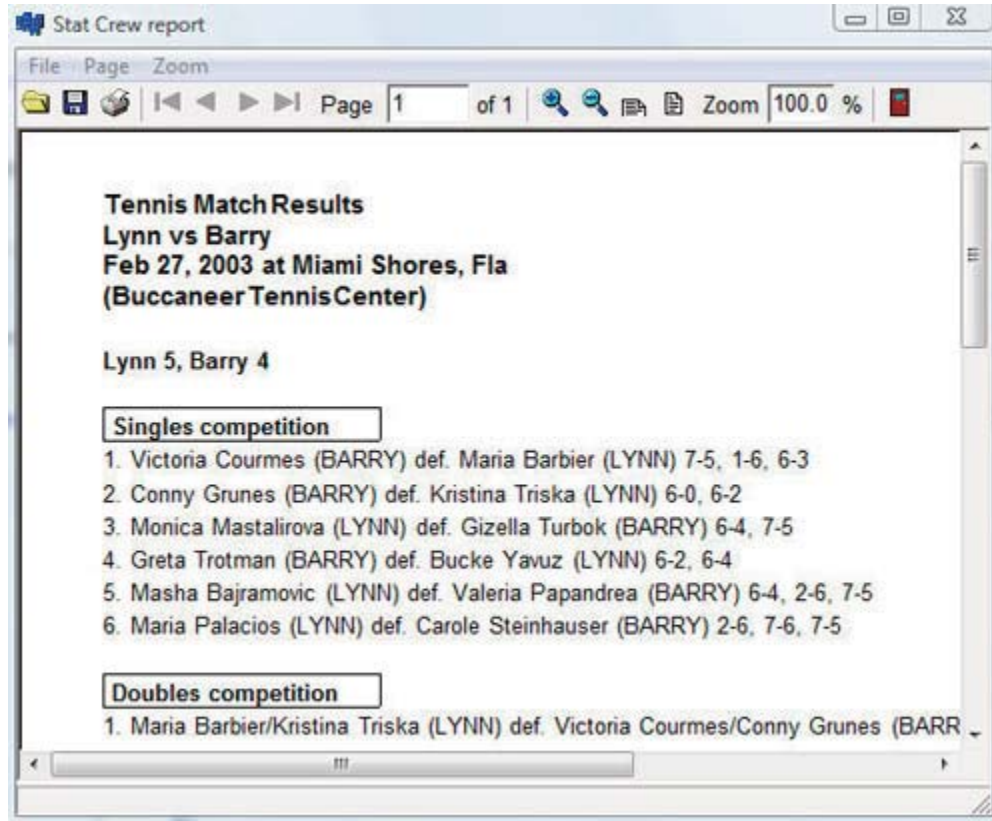 Stat Crew report
File Page Zoom
Page 1 of 1 Zoom 100.0 %
Tennis Match Results
Lynn vs Barry
Feb 27, 2003 at Miami Shores, Fla
(Buccaneer Tennis Center)
Lynn 5, Barry 4
Singles competition
1. Victoria Courmes (BARRY) def. Maria Barbier (LYNN) 7-5, 1-6, 6-3
2. Conny Grunes (BARRY) def. Kristina Triska (LYNN) 6-0, 6-2
3. Monica Mastalirova (LYNN) def. Gizella Turbok (BARRY) 6-4, 7-5
4. Greta Trotman (BARRY) def. Bucke Yavuz (LYNN) 6-2, 6-4
5. Masha Bajramovic (LYNN) def. Valeria Papandrea (BARRY) 6-4, 2-6, 7-5
6. Maria Palacios (LYNN) def. Carole Steinhauser (BARRY) 2-6, 7-6, 7-5
Doubles competition
1. Maria Barbier/Kristina Triska (LYNN) def. Victoria Courmes/Conny Grunes (BARR